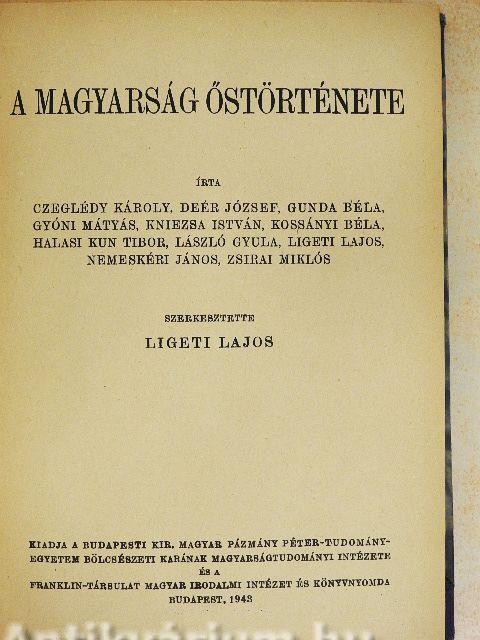 A MAGYARSÁG ŐSTÖRTÉNETE
ÍRTA
CZEGLÉDY KÁROLY, DEÉR JÓZSEF, GUNDA BÉLA,
GYÓNI MÁTYÁS, KNIEZSA ISTVÁN, KOSSÁNYI BÉLA,
HALASI KUN TIBOR, LÁSZLÓ GYULA, LIGETI LAJOS,
NEMESKÉRI JÁNOS, ZSIRAI MIKLÓS
SZERKESZTETTE
LIGETI LAJOS
KIADJA A BUDAPESTI KIR. MAGYAR PÁZMÁNY PÉTER-TUDOMÁNY-
EGYETEM BÖLCSÉSZETI KARÁNAK MAGYARSÁGTUDOMÁNYI INTÉZETE
ÉS A
FRANKLIN-TÁRSULAT MAGYAR IRODALMI INTÉZET ÉS KÖNYVNYOMDA
BUDAPEST, 1943
Antikvárium.hu